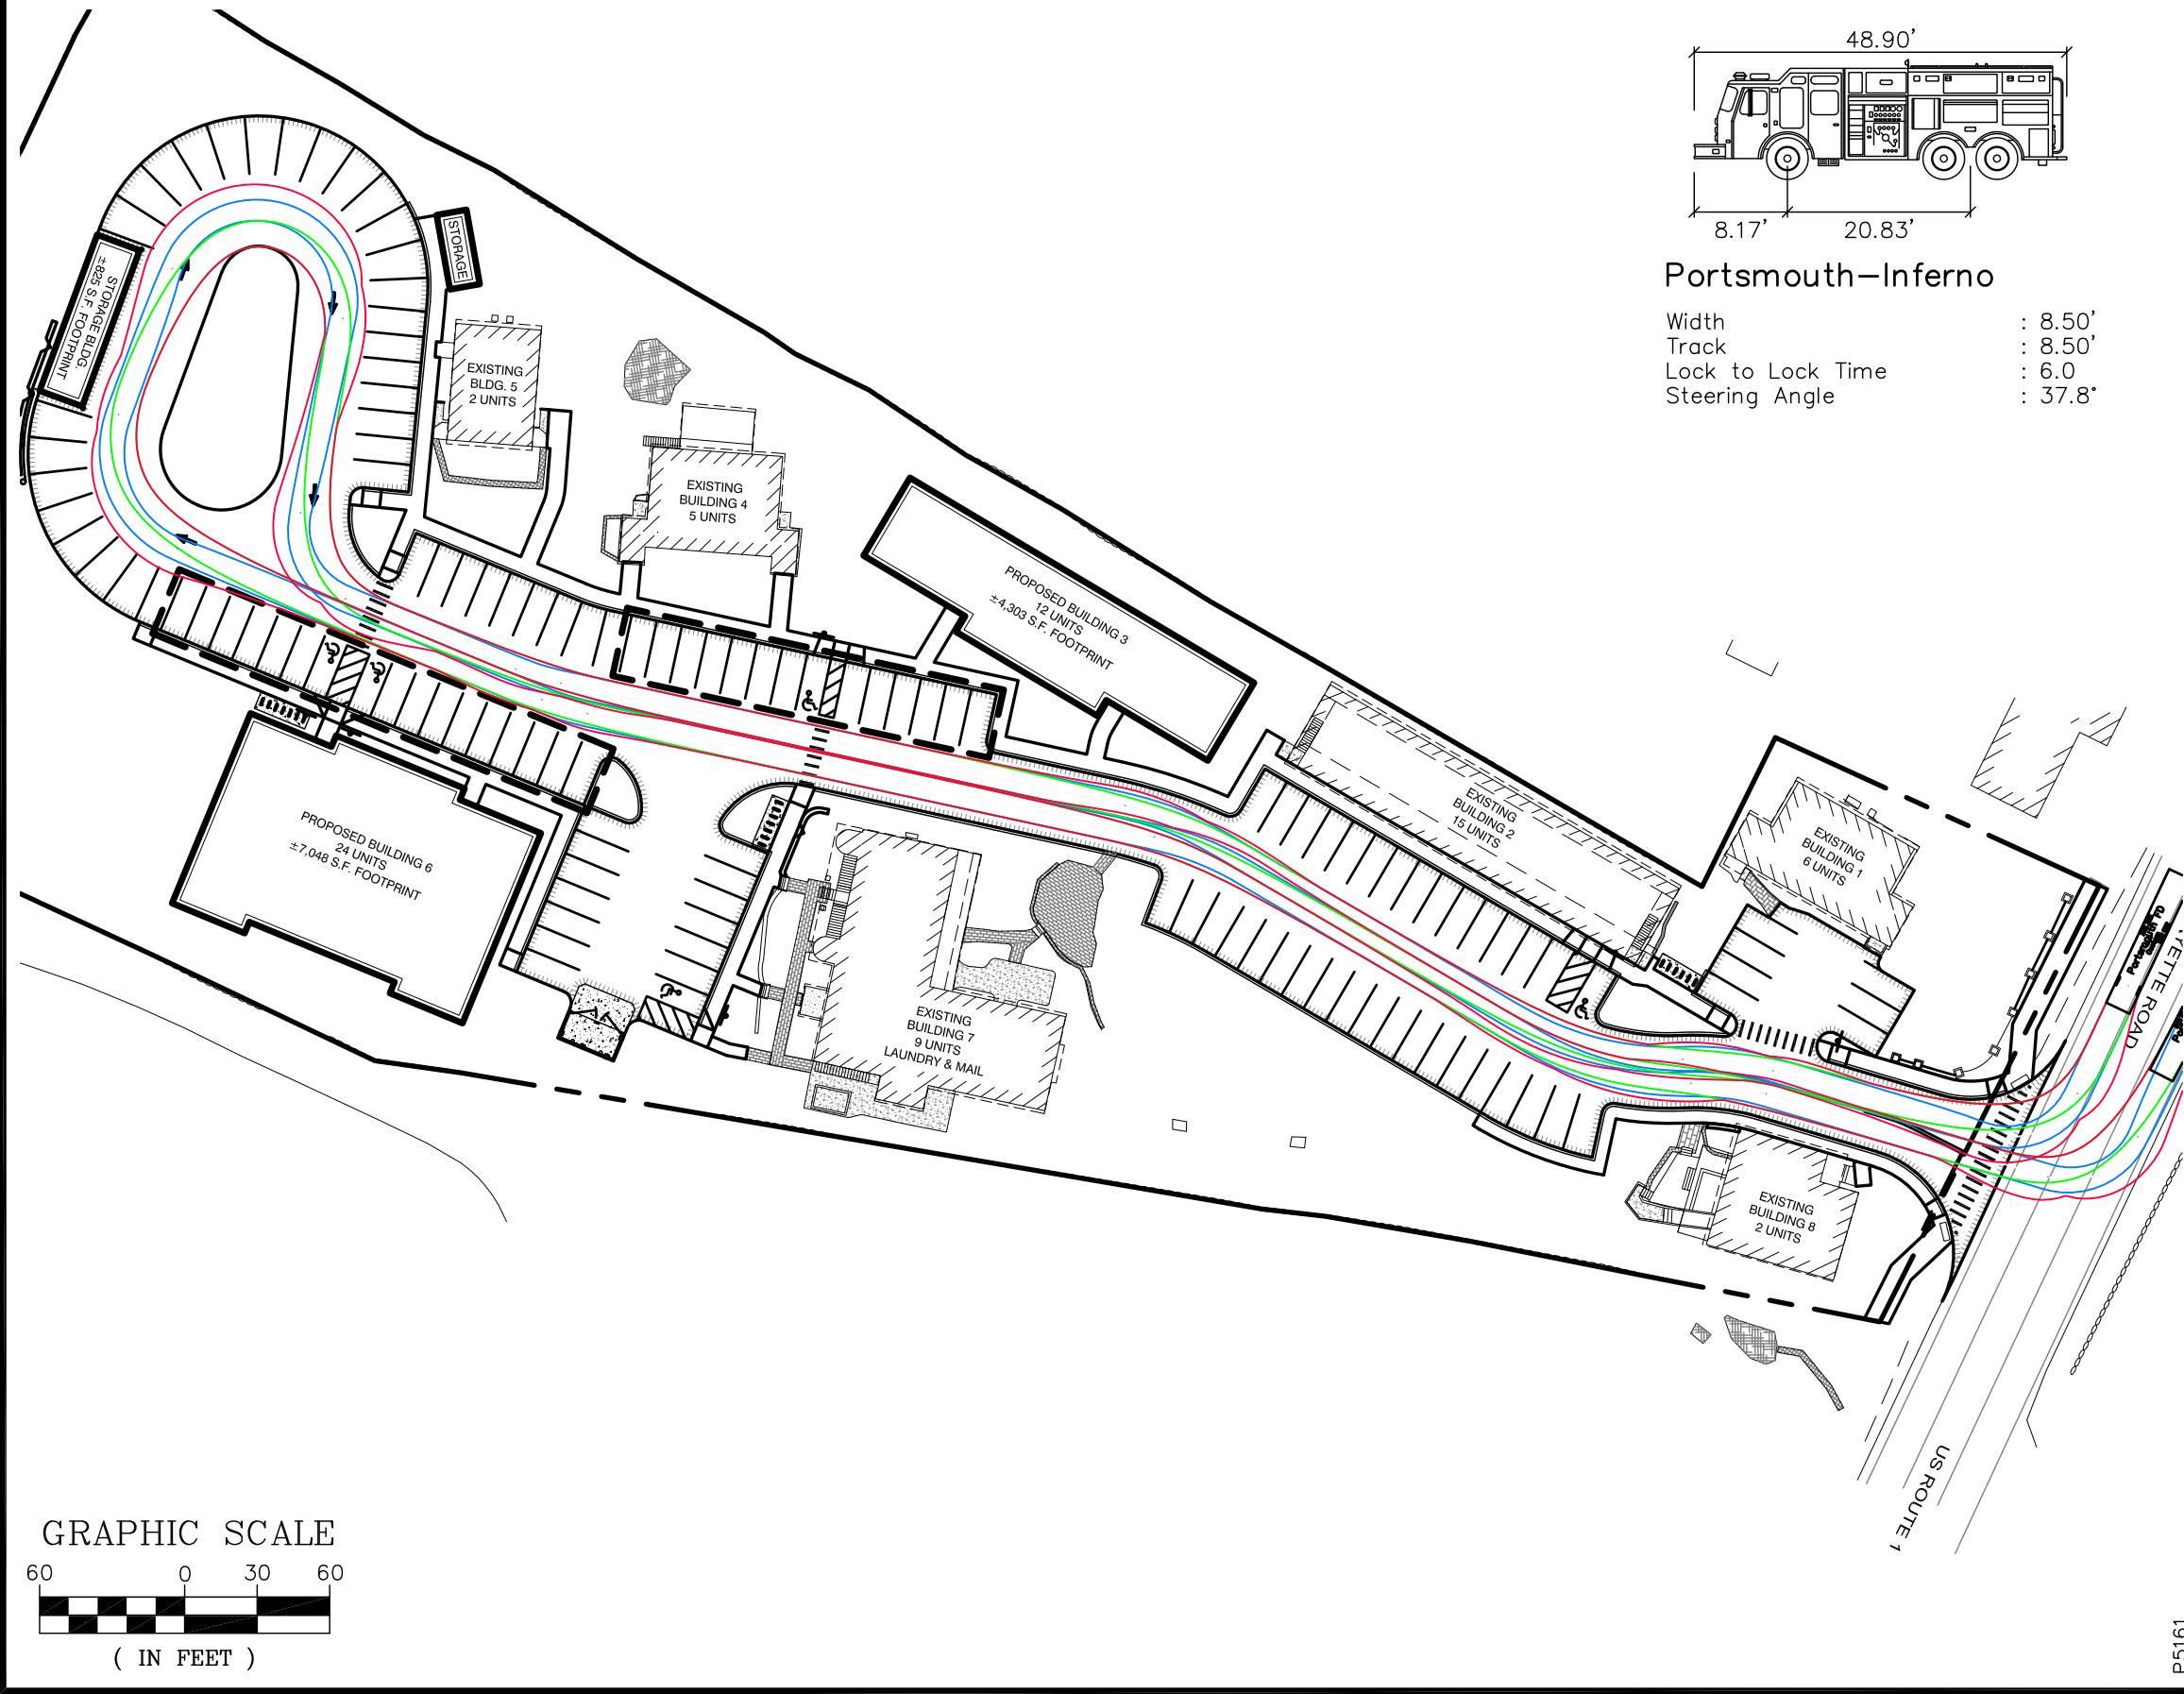 48.90'
8.17'
20.83'
Portsmouth-Inferno
Width : 8.50'
Track : 8.50'
Lock to Lock Time : 6.0
Steering Angle : 37.8°
STORAGE
STORAGE BLDG.
±825 S.F. FOOTPRINT
EXISTING
BLDG. 5
2 UNITS
EXISTING
BUILDING 4
5 UNITS
PROPOSED BUILDING 3
12 UNITS
±4,303 S.F. FOOTPRINT
EXISTING
BUILDING 2
15 UNITS
EXISTING
BUILDING 1
6 UNITS
PROPOSED BUILDING 6
24 UNITS
±7,048 S.F. FOOTPRINT
EXISTING
BUILDING 7
9 UNITS
LAUNDRY & MAIL
EXISTING
BUILDING 8
2 UNITS
YETTE ROAD
US ROUTE 1
GRAPHIC SCALE
60 0 30 60
( IN FEET )
P5161